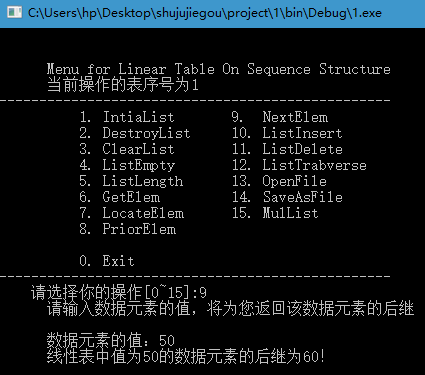 C:\Users\hp\Desktop\shujujiegou\project\1\bin\Debug\1.exe
Menu for Linear Table On Sequence Structure
当前操作的表序号为1
-------------------------------------------------
1. IntiaList 9. NextElem
2. DestroyList 10. ListInsert
3. ClearList 11. ListDelete
4. ListEmpty 12. ListTrabverse
5. ListLength 13. OpenFile
6. GetElem 14. SaveAsFile
7. LocateElem 15. MulList
8. PriorElem
0. Exit
-------------------------------------------------
请选择你的操作[0~15]:9
请输入数据元素的值，将为您返回该数据元素的后继
数据元素的值：50
线性表中值为50的数据元素的后继为60!